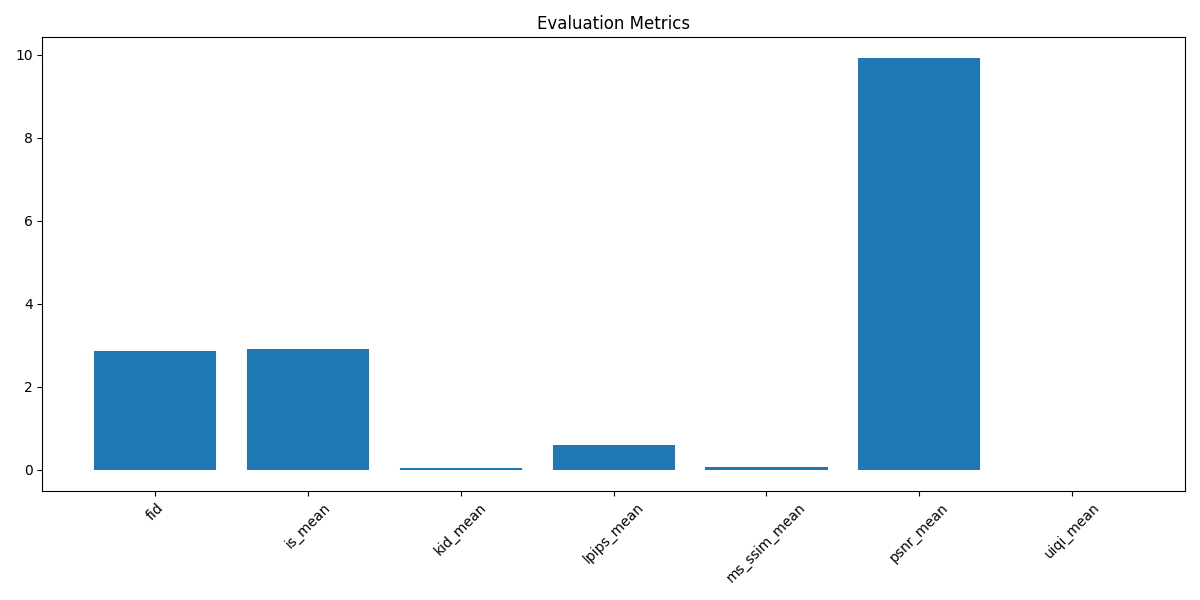 Evaluation Metrics
10
8
6
4
2
0
fid
is_mean
kid_mean
lpips_mean
ms_ssim_mean
psnr_mean
uiqi_mean